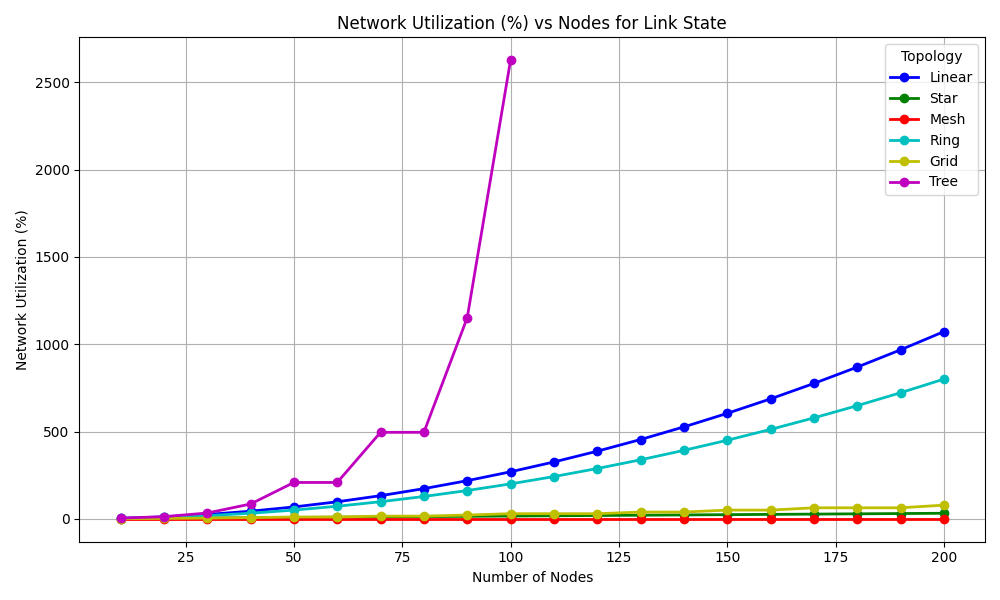 Network Utilization (%) vs Nodes for Link State
Network Utilization (%)
2500
2000
1500
1000
500
0
25
50
75
100
125
150
175
200
Number of Nodes
Topology
Linear
Star
Mesh
Ring
Grid
Tree